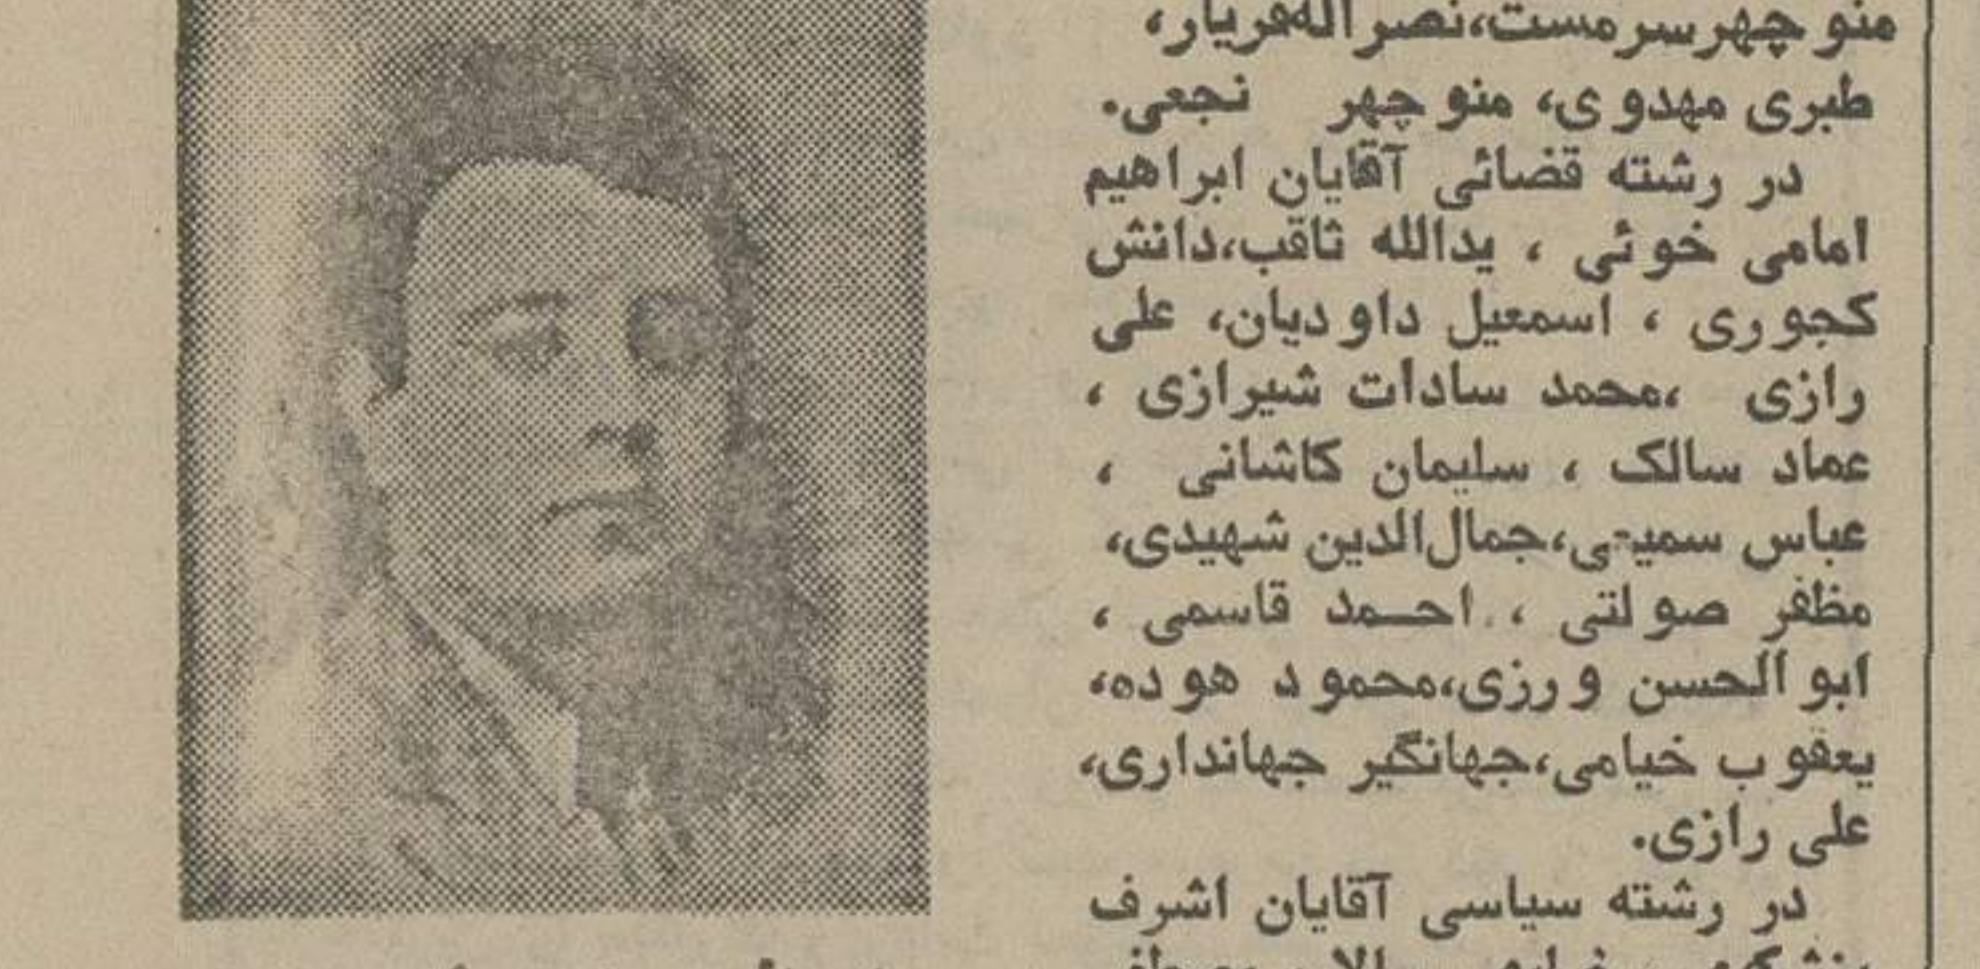 منوچهر سرمست، نصراله فریار،
طبری مهدوی، منوچهر نجعی.
در رشته قضائی آقایان ابراهیم
امامی خوئی ، یدالله ثاقب، دانش
کجوری ، اسمعیل داودیان، علی
رازی ، محمد سادات شیرازی ،
عماد سالک ، سلیمان کاشانی ،
عباس سمیعی، جمال‌الدین شهیدی،
مظفر صولتی ، احمد قاسمی ،
ابوالحسن ورزی، محمود هوده،
یعقوب خیامی، جهانگیر جهانداری،
علی رازی.
در رشته سیاسی آقایان اشرف